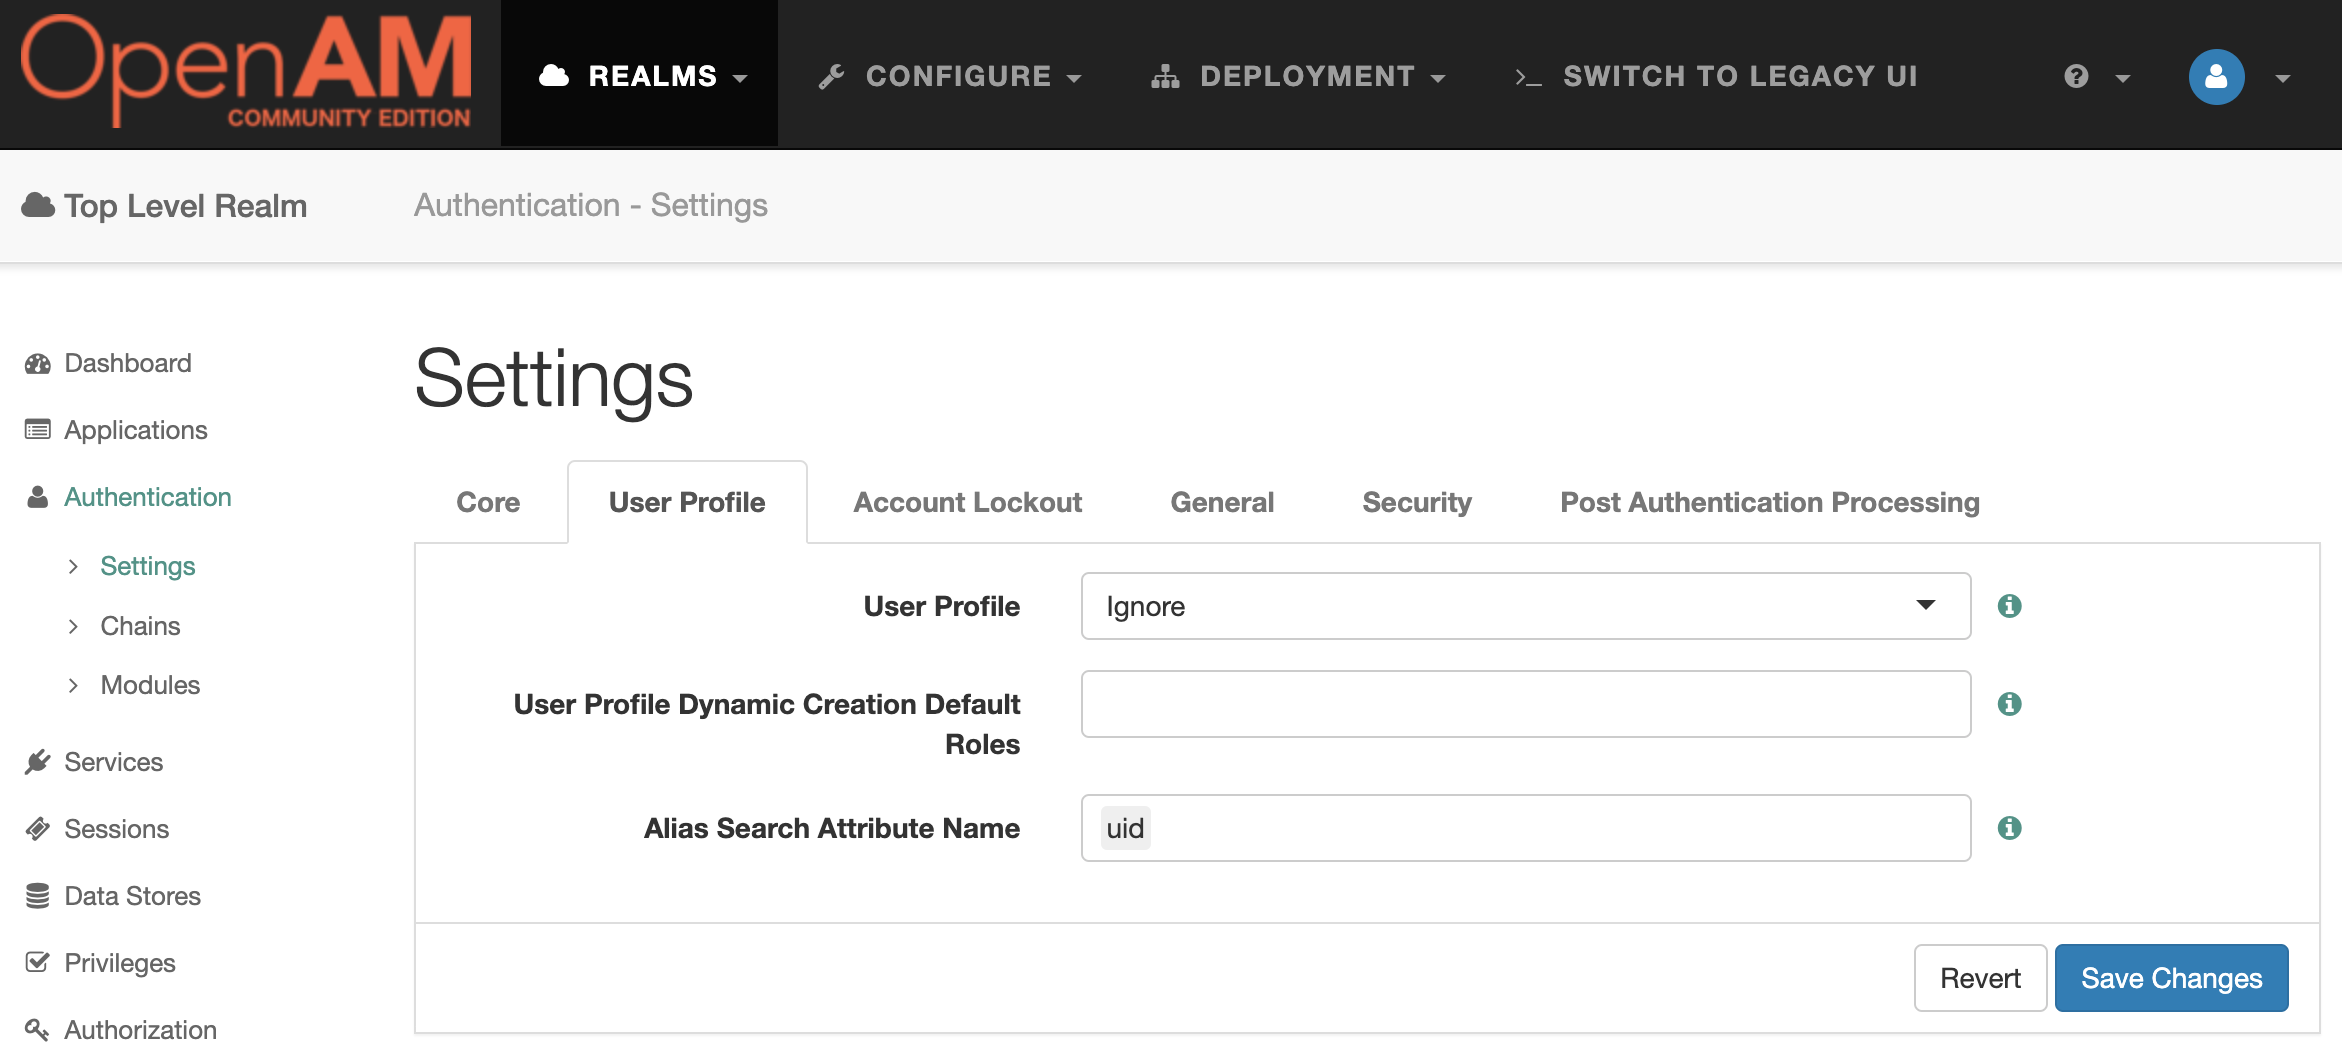 OpenAM
COMMUNITY EDITION
REALMS
CONFIGURE
DEPLOYMENT
SWITCH TO LEGACY UI
Top Level Realm
Authentication - Settings
Dashboard
Applications
Authentication
Settings
Chains
Modules
Services
Sessions
Data Stores
Privileges
Authorization
Settings
Core
User Profile
Account Lockout
General
Security
Post Authentication Processing
User Profile
Ignore
User Profile Dynamic Creation Default
Roles
Alias Search Attribute Name
uid
Revert
Save Changes